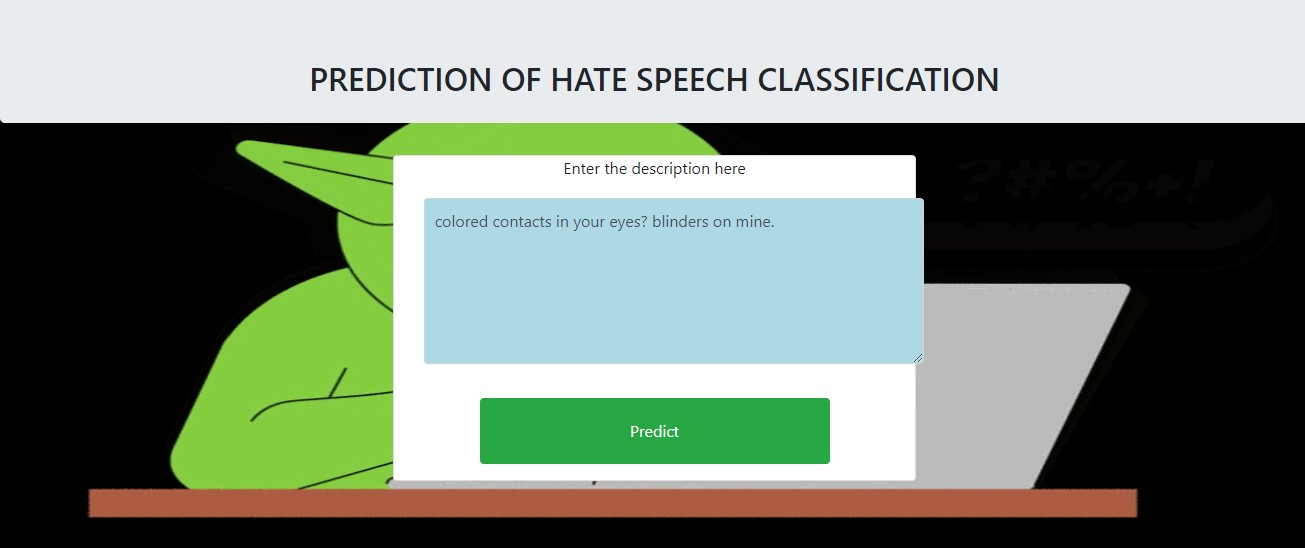 PREDICTION OF HATE SPEECH CLASSIFICATION
Enter the description here
?#%+!
colored contacts in your eyes? blinders on mine.
Predict